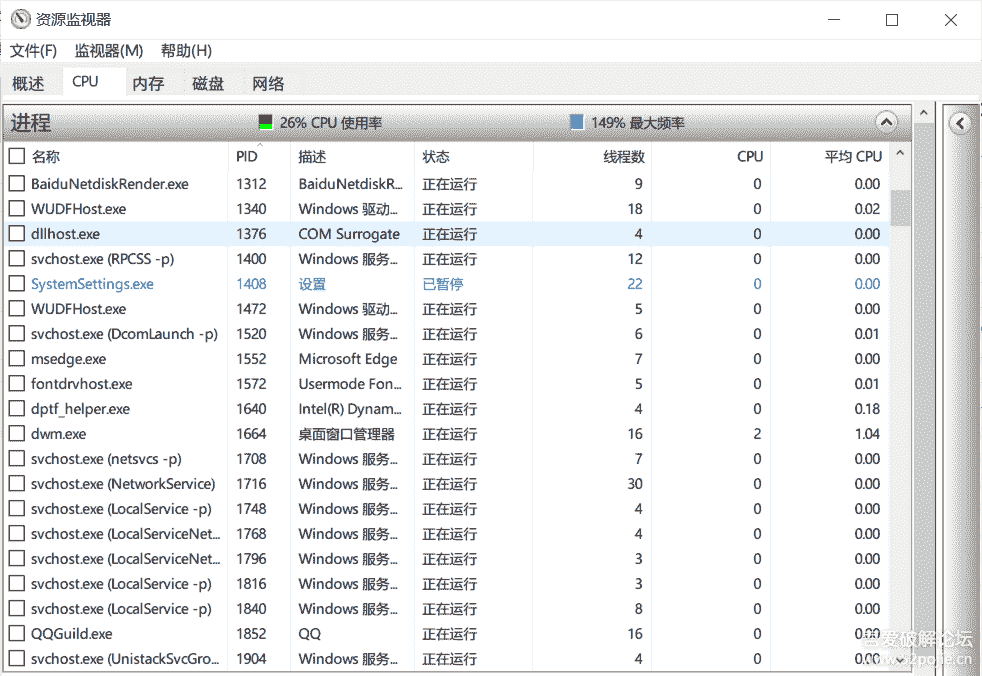 资源监视器
文件(F) 监视器(M) 帮助(H)
概述 CPU 内存 磁盘 网络
进程 26% CPU 使用率 149% 最大频率
名称 PID 描述 状态 线程数 CPU 平均 CPU
BaiduNetdiskRender.exe 1312 BaiduNetdiskR... 正在运行 9 0 0.00
WUDFHost.exe 1340 Windows 驱动... 正在运行 18 0 0.02
dllhost.exe 1376 COM Surrogate 正在运行 4 0 0.00
svchost.exe (RPCSS -p) 1400 Windows 服务... 正在运行 12 0 0.00
SystemSettings.exe 1408 设置 已暂停 22 0 0.00
WUDFHost.exe 1472 Windows 驱动... 正在运行 5 0 0.00
svchost.exe (DcomLaunch -p) 1520 Windows 服务... 正在运行 6 0 0.01
msedge.exe 1552 Microsoft Edge 正在运行 7 0 0.00
fontdrvhost.exe 1572 Usermode Fon... 正在运行 5 0 0.01
dptf_helper.exe 1640 Intel(R) Dynam... 正在运行 4 0 0.18
dwm.exe 1664 桌面窗口管理器 正在运行 16 2 1.04
svchost.exe (netsvcs -p) 1708 Windows 服务... 正在运行 7 0 0.00
svchost.exe (NetworkService) 1716 Windows 服务... 正在运行 30 0 0.00
svchost.exe (LocalService -p) 1748 Windows 服务... 正在运行 4 0 0.00
svchost.exe (LocalServiceNet... 1768 Windows 服务... 正在运行 4 0 0.00
svchost.exe (LocalServiceNet... 1796 Windows 服务... 正在运行 3 0 0.00
svchost.exe (LocalService -p) 1816 Windows 服务... 正在运行 3 0 0.00
svchost.exe (LocalService -p) 1840 Windows 服务... 正在运行 8 0 0.00
QQGuild.exe 1852 QQ 正在运行 16 0 0.00
吾爱破解论坛
svchost.exe (UnistackSvcGro... 1904 Windows 服务... 正在运行 4 0 0.00
www.52pojie.cn